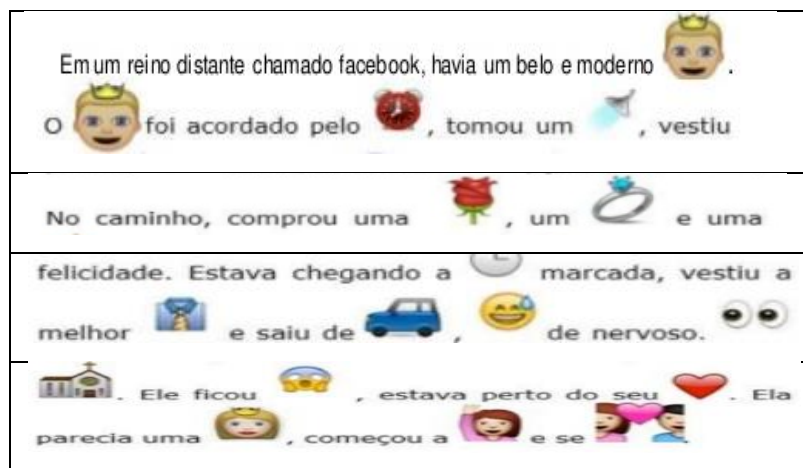 Em um reino distante chamado facebook, havia um belo e moderno 🤴.
O 🤴 foi acordado pelo ⏰, tomou um 🚿, vestiu
No caminho, comprou uma 🌹, um 💍 e uma
felicidade. Estava chegando a 🕒 marcada, vestiu a
melhor 👔 e saiu de 🚙, 😅 de nervoso. 👀
⛪. Ele ficou 😱, estava perto do seu ❤️. Ela
parecia uma 👸, começou a 🙋 e se 💑.